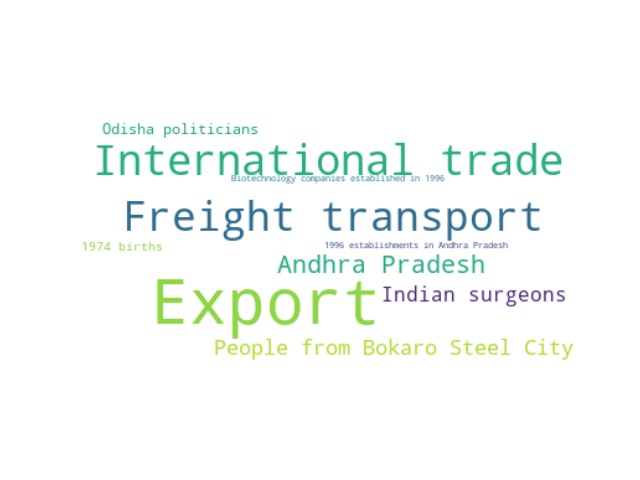 Odisha politicians
International trade
Biotechnology companies established in 1996
Freight transport
1974 births
1996 establishments in Andhra Pradesh
Andhra Pradesh
Export
Indian surgeons
People from Bokaro Steel City